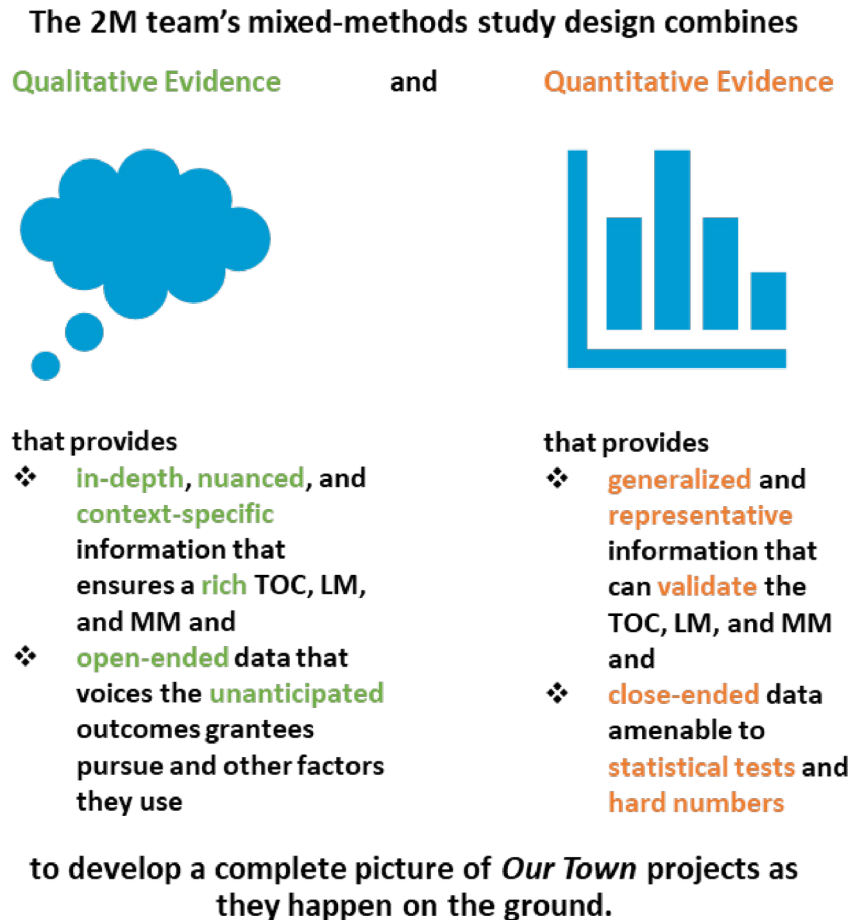 The 2M team's mixed-methods study design combines
Qualitative Evidence and Quantitative Evidence
that provides
❖ in-depth, nuanced, and
context-specific
information that
ensures a rich TOC, LM,
and MM and
❖ open-ended data that
voices the unanticipated
outcomes grantees
pursue and other factors
they use
that provides
❖ generalized and
representative
information that
can validate the
TOC, LM, and MM
and
❖ close-ended data
amenable to
statistical tests and
hard numbers
to develop a complete picture of Our Town projects as
they happen on the ground.